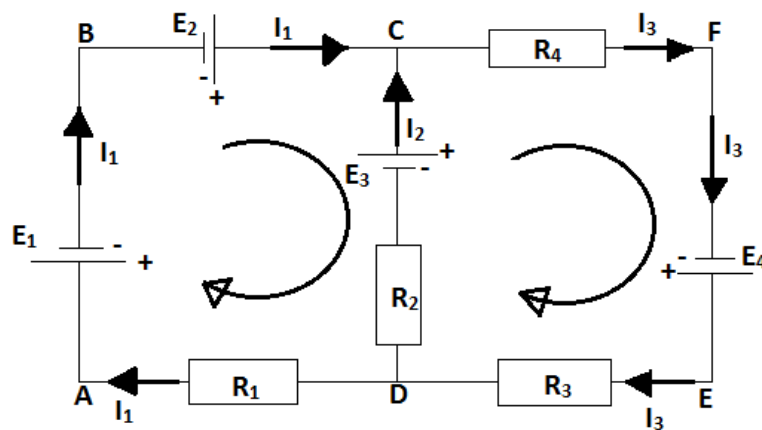 B E₂ - + I₁ C R₄ I₃ F
I₁ I₂ I₃
E₃ + -
E₁ - + R₂ - + E₄
A I₁ R₁ D R₃ I₃ E